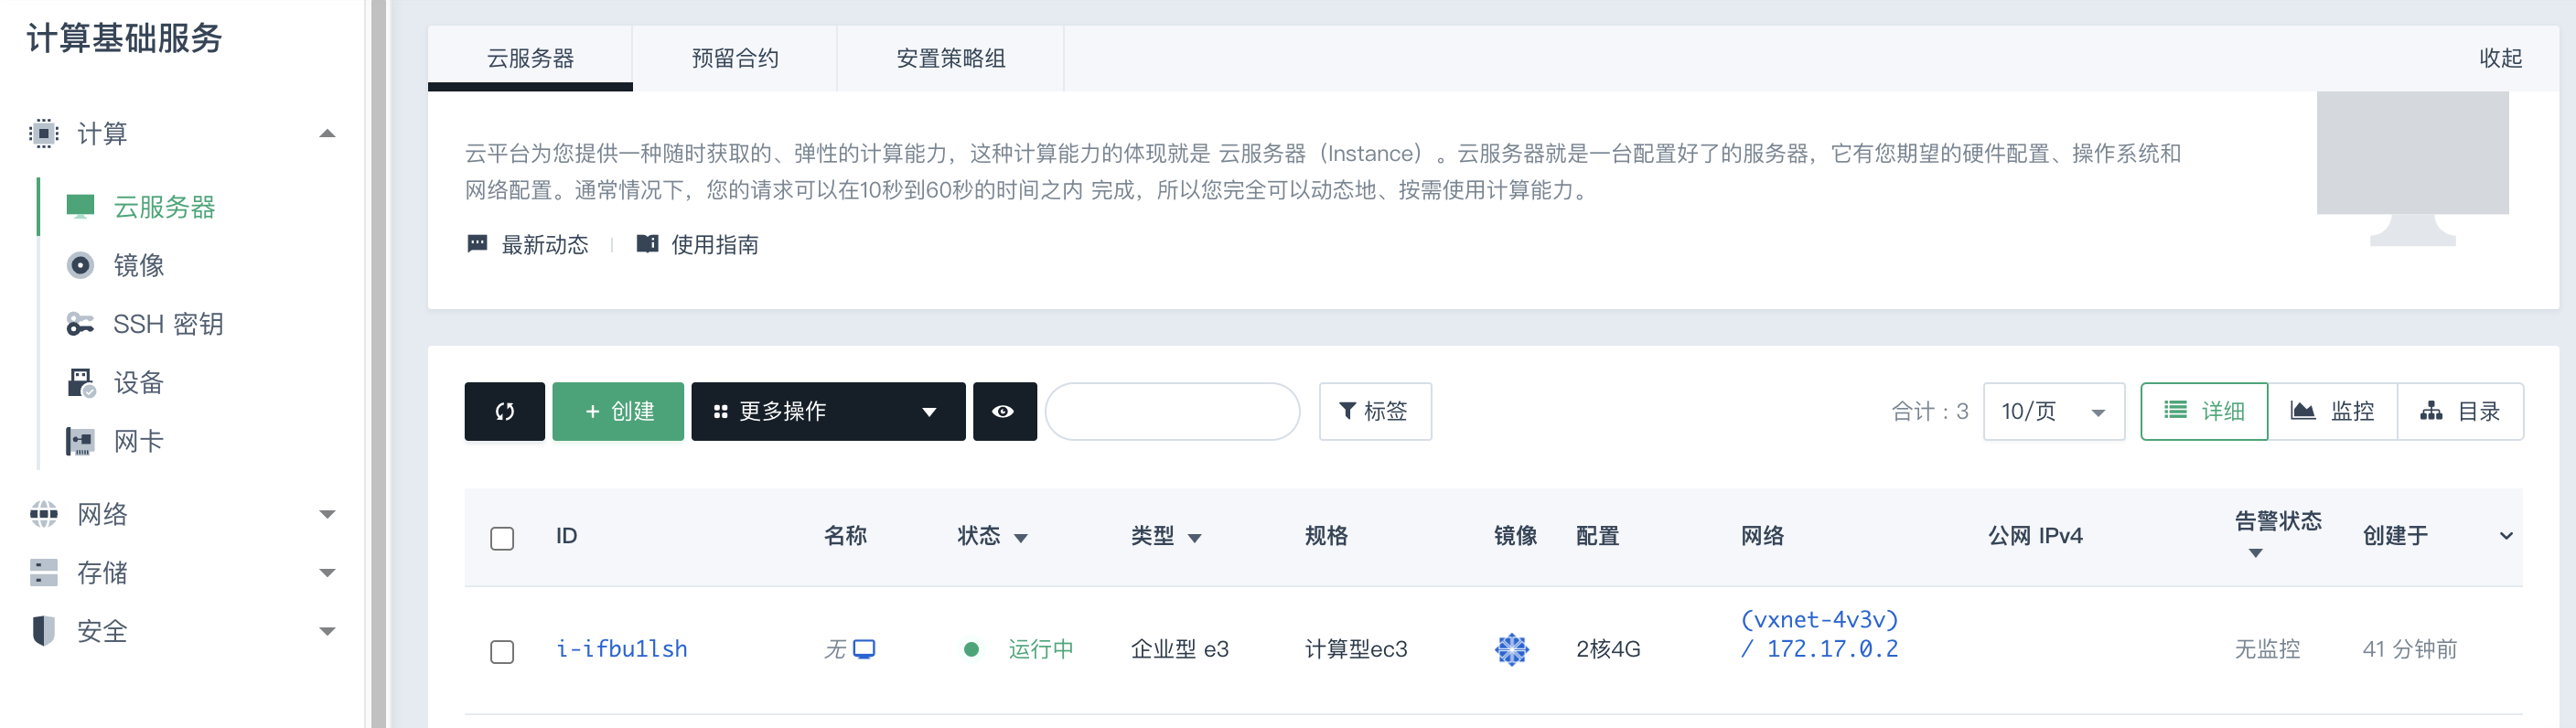 计算基础服务
计算
云服务器
镜像
SSH 密钥
设备
网卡
网络
存储
安全
云服务器
预留合约
安置策略组
收起
云平台为您提供一种随时获取的、弹性的计算能力，这种计算能力的体现就是 云服务器（Instance）。云服务器就是一台配置好了的服务器，它有您期望的硬件配置、操作系统和
网络配置。通常情况下，您的请求可以在10秒到60秒的时间之内 完成，所以您完全可以动态地、按需使用计算能力。
最新动态
使用指南
+ 创建
更多操作
标签
合计：3
10/页
详细
监控
目录
ID 名称 状态 类型 规格 镜像 配置 网络 公网 IPv4 告警状态 创建于
i-ifbu1lsh 无 运行中 企业型 e3 计算型ec3 2核4G (vxnet-4v3v)
/ 172.17.0.2 无监控 41 分钟前